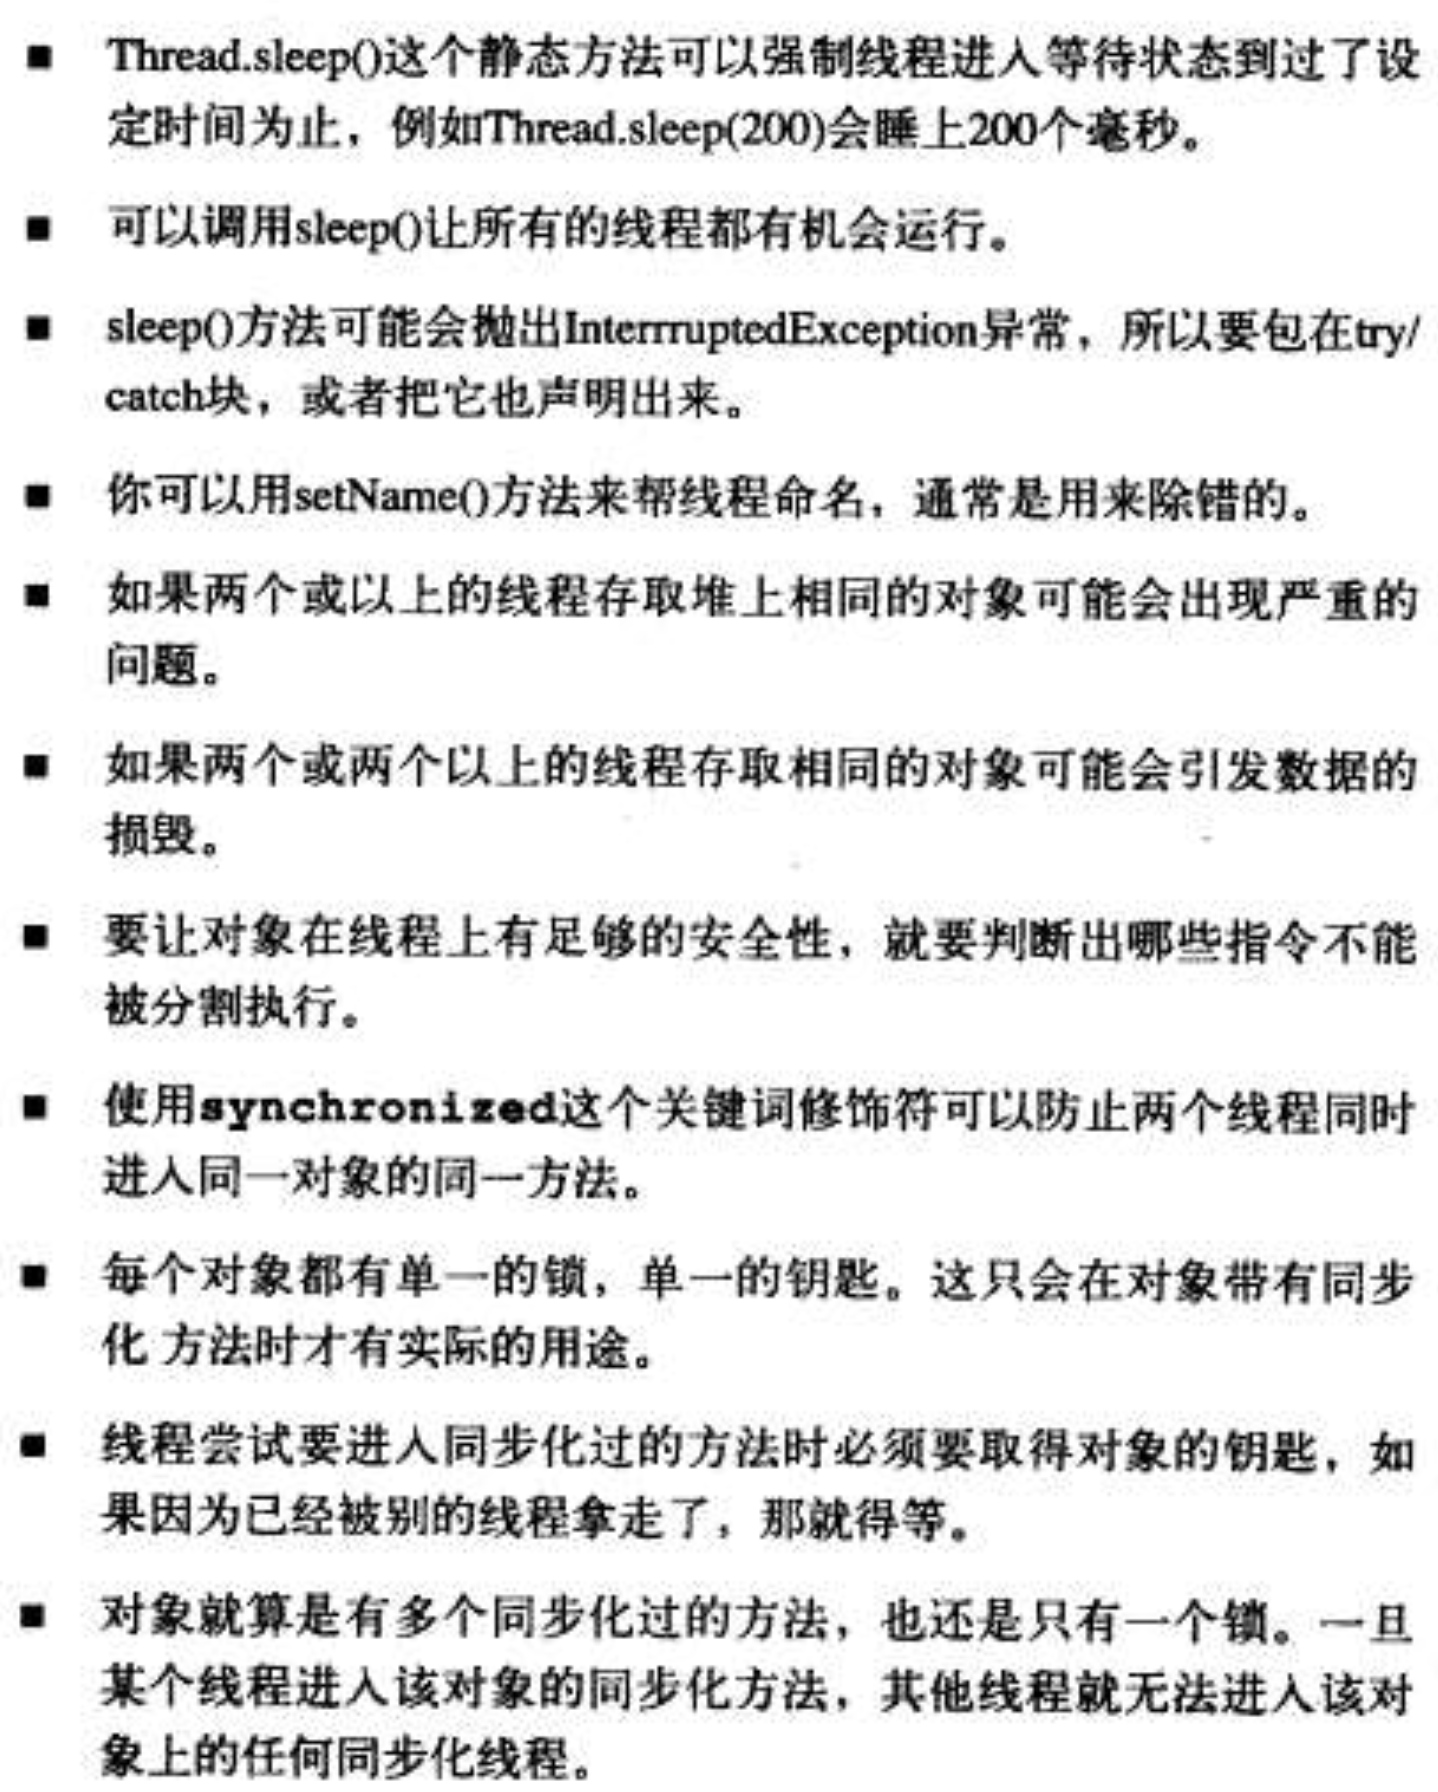 ■ Thread.sleep()这个静态方法可以强制线程进入等待状态到过了设
定时间为止，例如Thread.sleep(200)会睡上200个毫秒。
■ 可以调用sleep()让所有的线程都有机会运行。
■ sleep()方法可能会抛出InterrruptedException异常，所以要包在try/
catch块，或者把它也声明出来。
■ 你可以用setName()方法来帮线程命名，通常是用来除错的。
■ 如果两个或以上的线程存取堆上相同的对象可能会出现严重的
问题。
■ 如果两个或两个以上的线程存取相同的对象可能会引发数据的
损毁。
■ 要让对象在线程上有足够的安全性，就要判断出哪些指令不能
被分割执行。
■ 使用synchronized这个关键词修饰符可以防止两个线程同时
进入同一对象的同一方法。
■ 每个对象都有单一的锁，单一的钥匙。这只会在对象带有同步
化 方法时才有实际的用途。
■ 线程尝试要进入同步化过的方法时必须要取得对象的钥匙，如
果因为已经被别的线程拿走了，那就得等。
■ 对象就算是有多个同步化过的方法，也还是只有一个锁。一旦
某个线程进入该对象的同步化方法，其他线程就无法进入该对
象上的任何同步化线程。